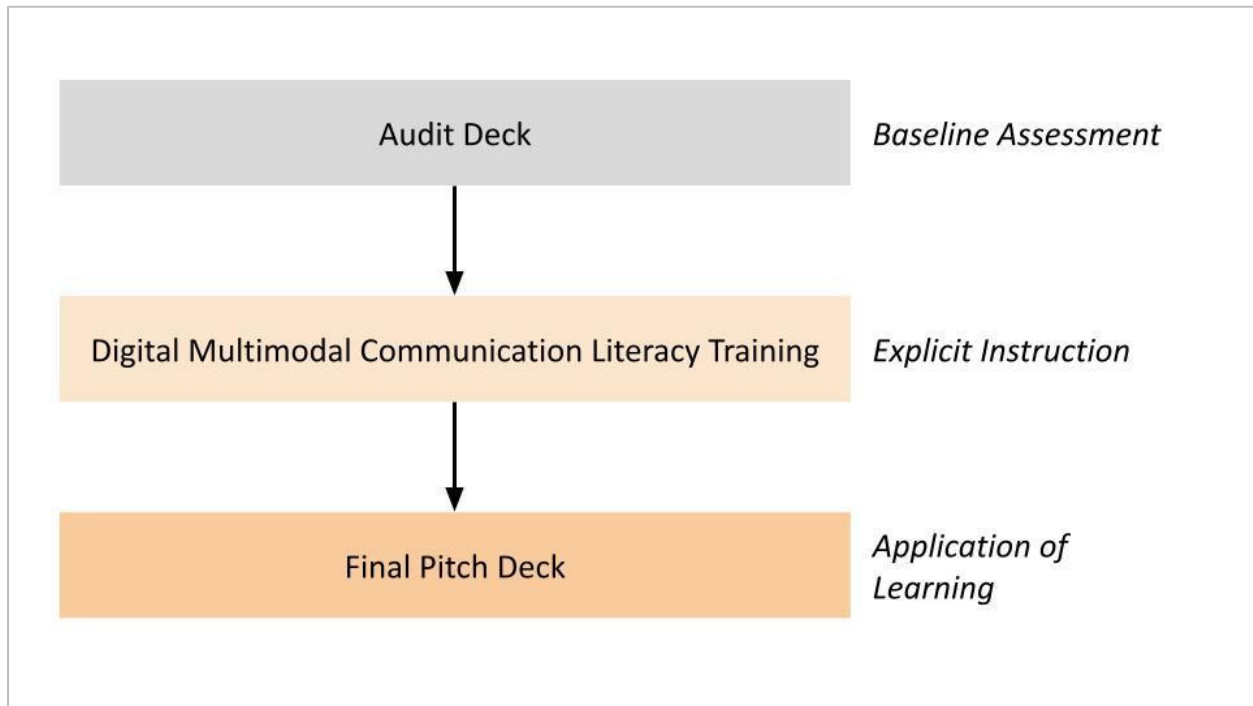 Audit Deck
Baseline Assessment
Digital Multimodal Communication Literacy Training
Explicit Instruction
Final Pitch Deck
Application of
Learning